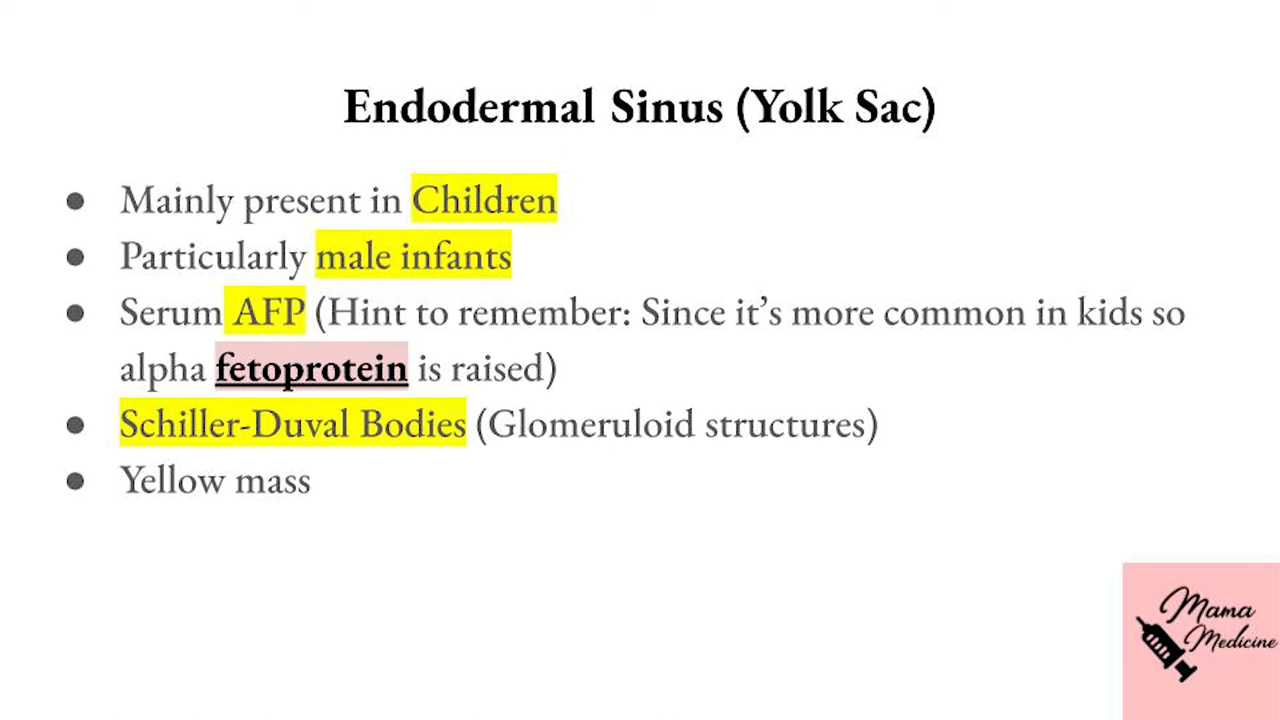 Endodermal Sinus (Yolk Sac)
● Mainly present in Children
● Particularly male infants
● Serum AFP (Hint to remember: Since it’s more common in kids so
alpha fetoprotein is raised)
● Schiller-Duval Bodies (Glomeruloid structures)
● Yellow mass
Mama
Medicine